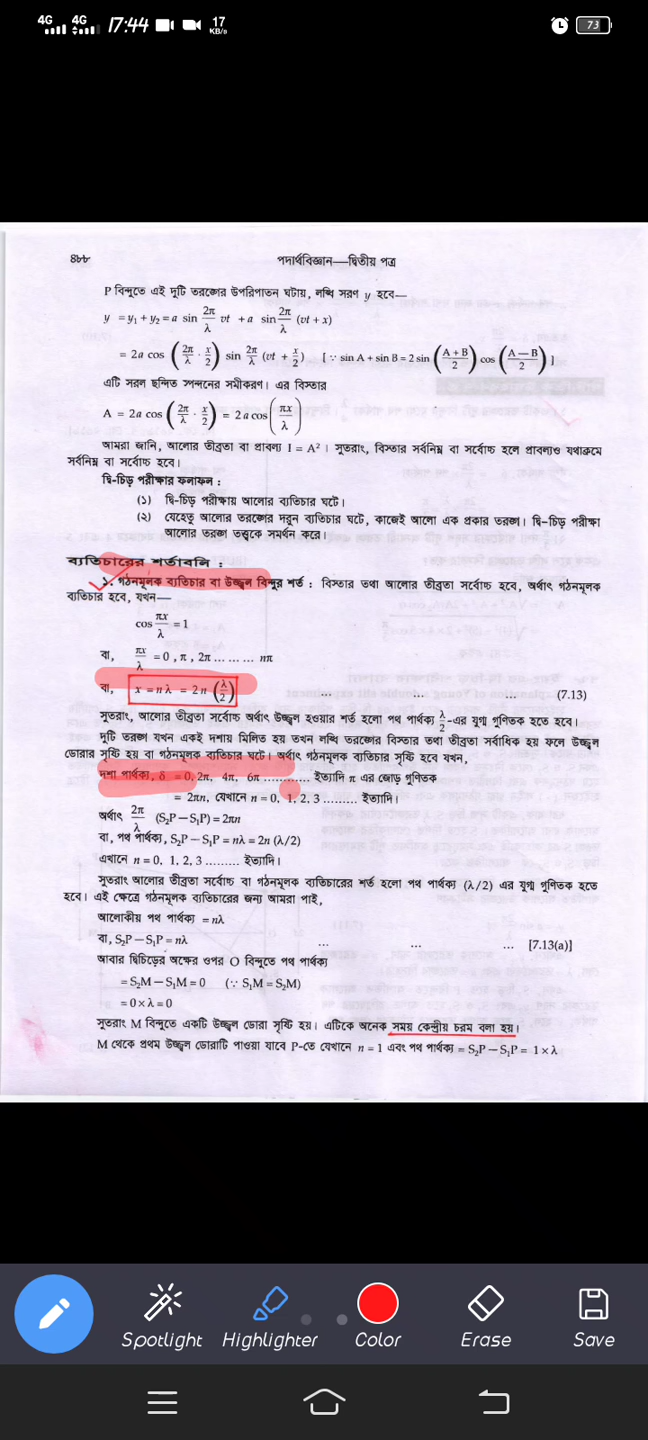 4G 4G 17:44 17 KB/s 73
৪৮৮ পদার্থবিজ্ঞান—দ্বিতীয় পত্র
P বিন্দুতে এই দুটি তরঙ্গের উপরিপাতন ঘটায়, লব্ধি সরণ y হবে—
y = y₁ + y₂ = a sin 2π/λ vt + a sin 2π/λ (vt + x)
= 2a cos (2π/λ · x/2) sin 2π/λ (vt + x/2) [∵ sin A + sin B = 2 sin (A + B/2) cos (A — B/2)]
এটি সরল ছন্দিত স্পন্দনের সমীকরণ। এর বিস্তার
A = 2a cos (2π/λ · x/2) = 2a cos(πx/λ)
আমরা জানি, আলোর তীব্রতা বা প্রাবল্য I = A²। সুতরাং, বিস্তার সর্বনিম্ন বা সর্বোচ্চ হলে প্রাবল্যও যথাক্রমে
সর্বনিম্ন বা সর্বোচ্চ হবে।
দ্বি-চিড় পরীক্ষার ফলাফল :
(১) দ্বি-চিড় পরীক্ষায় আলোর ব্যতিচার ঘটে।
(২) যেহেতু আলোর তরঙ্গের দরুন ব্যতিচার ঘটে, কাজেই আলো এক প্রকার তরঙ্গ। দ্বি-চিড় পরীক্ষা
আলোর তরঙ্গ তত্ত্বকে সমর্থন করে।
ব্যতিচারের শর্তাবলি :
১. গঠনমূলক ব্যতিচার বা উজ্জ্বল বিন্দুর শর্ত : বিস্তার তথা আলোর তীব্রতা সর্বোচ্চ হবে, অর্থাৎ গঠনমূলক
ব্যতিচার হবে, যখন—
cos πx/λ = 1
বা, πx/λ = 0 , π , 2π ... ... ... nπ
বা, x = nλ = 2n (λ/2) ... ... ... (7.13)
সুতরাং, আলোর তীব্রতা সর্বোচ্চ অর্থাৎ উজ্জ্বল হওয়ার শর্ত হলো পথ পার্থক্য λ/2-এর যুগ্ম গুণিতক হতে হবে।
দুটি তরঙ্গ যখন একই দশায় মিলিত হয় তখন লব্ধি তরঙ্গের বিস্তার তথা তীব্রতা সর্বাধিক হয় ফলে উজ্জ্বল
ডোরার সৃষ্টি হয় বা গঠনমূলক ব্যতিচার ঘটে। অর্থাৎ গঠনমূলক ব্যতিচার সৃষ্টি হবে যখন,
দশা পার্থক্য, δ = 0, 2π, 4π, 6π ............ ইত্যাদি π এর জোড় গুণিতক
= 2πn, যেখানে n = 0, 1, 2, 3 ......... ইত্যাদি।
অর্থাৎ 2π/λ (S₂P – S₁P) = 2πn
বা, পথ পার্থক্য, S₂P – S₁P = nλ = 2n (λ/2)
এখানে n = 0, 1, 2, 3 ......... ইত্যাদি।
সুতরাং আলোর তীব্রতা সর্বোচ্চ বা গঠনমূলক ব্যতিচারের শর্ত হলো পথ পার্থক্য (λ/2) এর যুগ্ম গুণিতক হতে
হবে। এই ক্ষেত্রে গঠনমূলক ব্যতিচারের জন্য আমরা পাই,
আলোকীয় পথ পার্থক্য = nλ
বা, S₂P – S₁P = nλ ... ... ... [7.13(a)]
আবার দ্বিচিড়ের অক্ষের ওপর O বিন্দুতে পথ পার্থক্য
= S₂M – S₁M = 0 (∵ S₁M = S₂M)
= 0 × λ = 0
সুতরাং M বিন্দুতে একটি উজ্জ্বল ডোরা সৃষ্টি হয়। এটিকে অনেক সময় কেন্দ্রীয় চরম বলা হয়।
M থেকে প্রথম উজ্জ্বল ডোরাটি পাওয়া যাবে P-তে যেখানে n = 1 এবং পথ পার্থক্য = S₂P – S₁P = 1 × λ
Spotlight Highlighter Color Erase Save